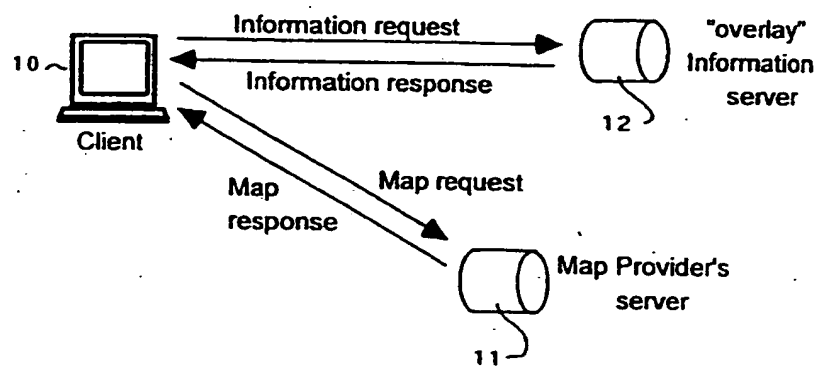 Information request
"overlay"
Information
server
10
Information response
12
Client
Map request
Map
response
Map Provider's
server
11